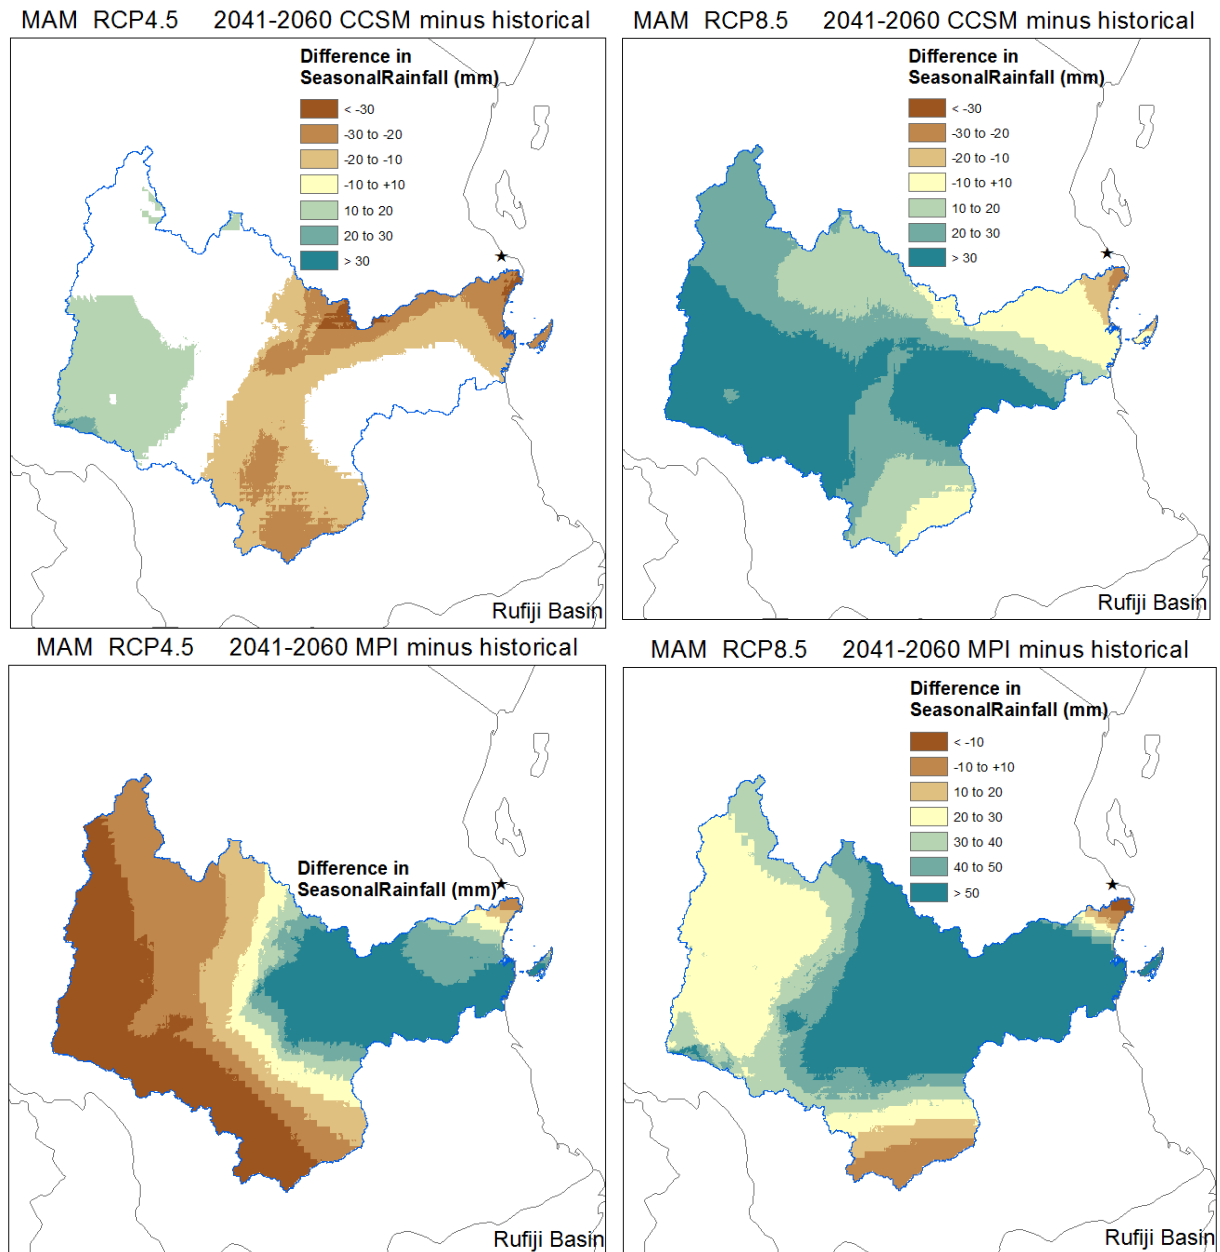 MAM RCP4.5 2041-2060 CCSM minus historical
Difference in
SeasonalRainfall (mm)
< -30
-30 to -20
-20 to -10
-10 to +10
10 to 20
20 to 30
> 30
Rufiji Basin
MAM RCP8.5 2041-2060 CCSM minus historical
Difference in
SeasonalRainfall (mm)
< -30
-30 to -20
-20 to -10
-10 to +10
10 to 20
20 to 30
> 30
Rufiji Basin
MAM RCP4.5 2041-2060 MPI minus historical
Difference in
SeasonalRainfall (mm)
Rufiji Basin
MAM RCP8.5 2041-2060 MPI minus historical
Difference in
SeasonalRainfall (mm)
< -10
-10 to +10
10 to 20
20 to 30
30 to 40
40 to 50
> 50
Rufiji Basin